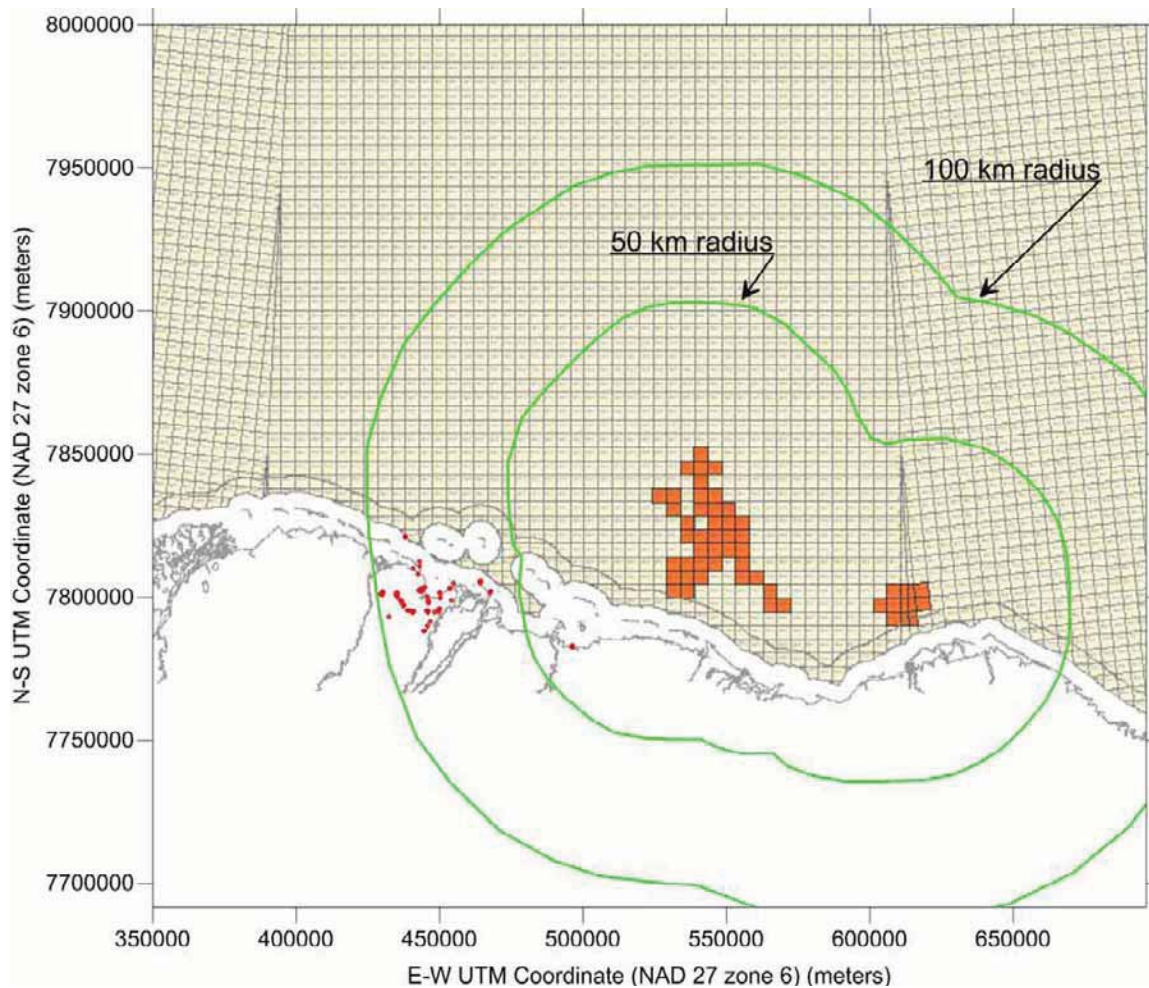 8000000
7950000
100 km radius
50 km radius
7900000
7850000
7800000
7750000
7700000
N-S UTM Coordinate (NAD 27 zone 6) (meters)
350000 400000 450000 500000 550000 600000 650000
E-W UTM Coordinate (NAD 27 zone 6) (meters)